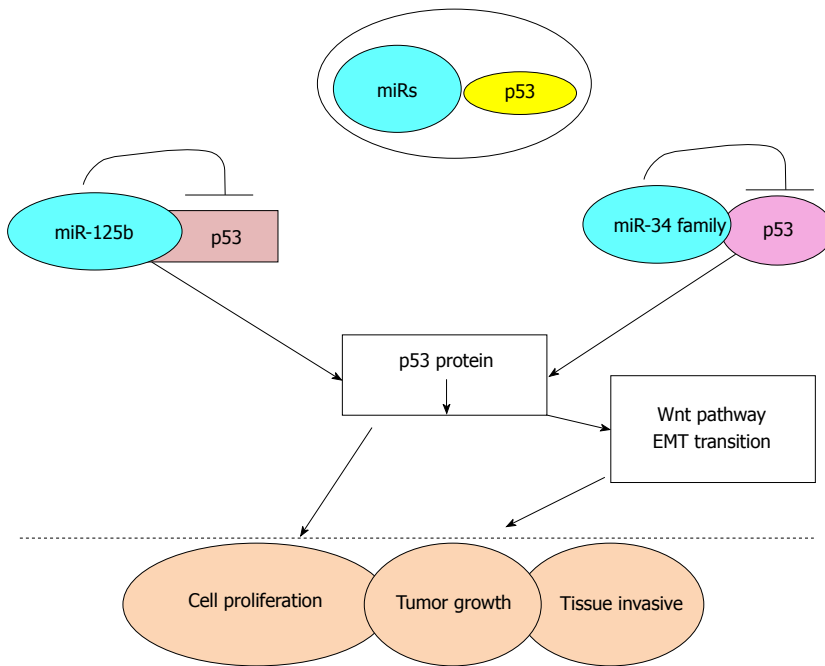 miRs
p53
miR-125b
p53
miR-34 family
p53
p53 protein
Wnt pathway
EMT transition
Cell proliferation
Tumor growth
Tissue invasive